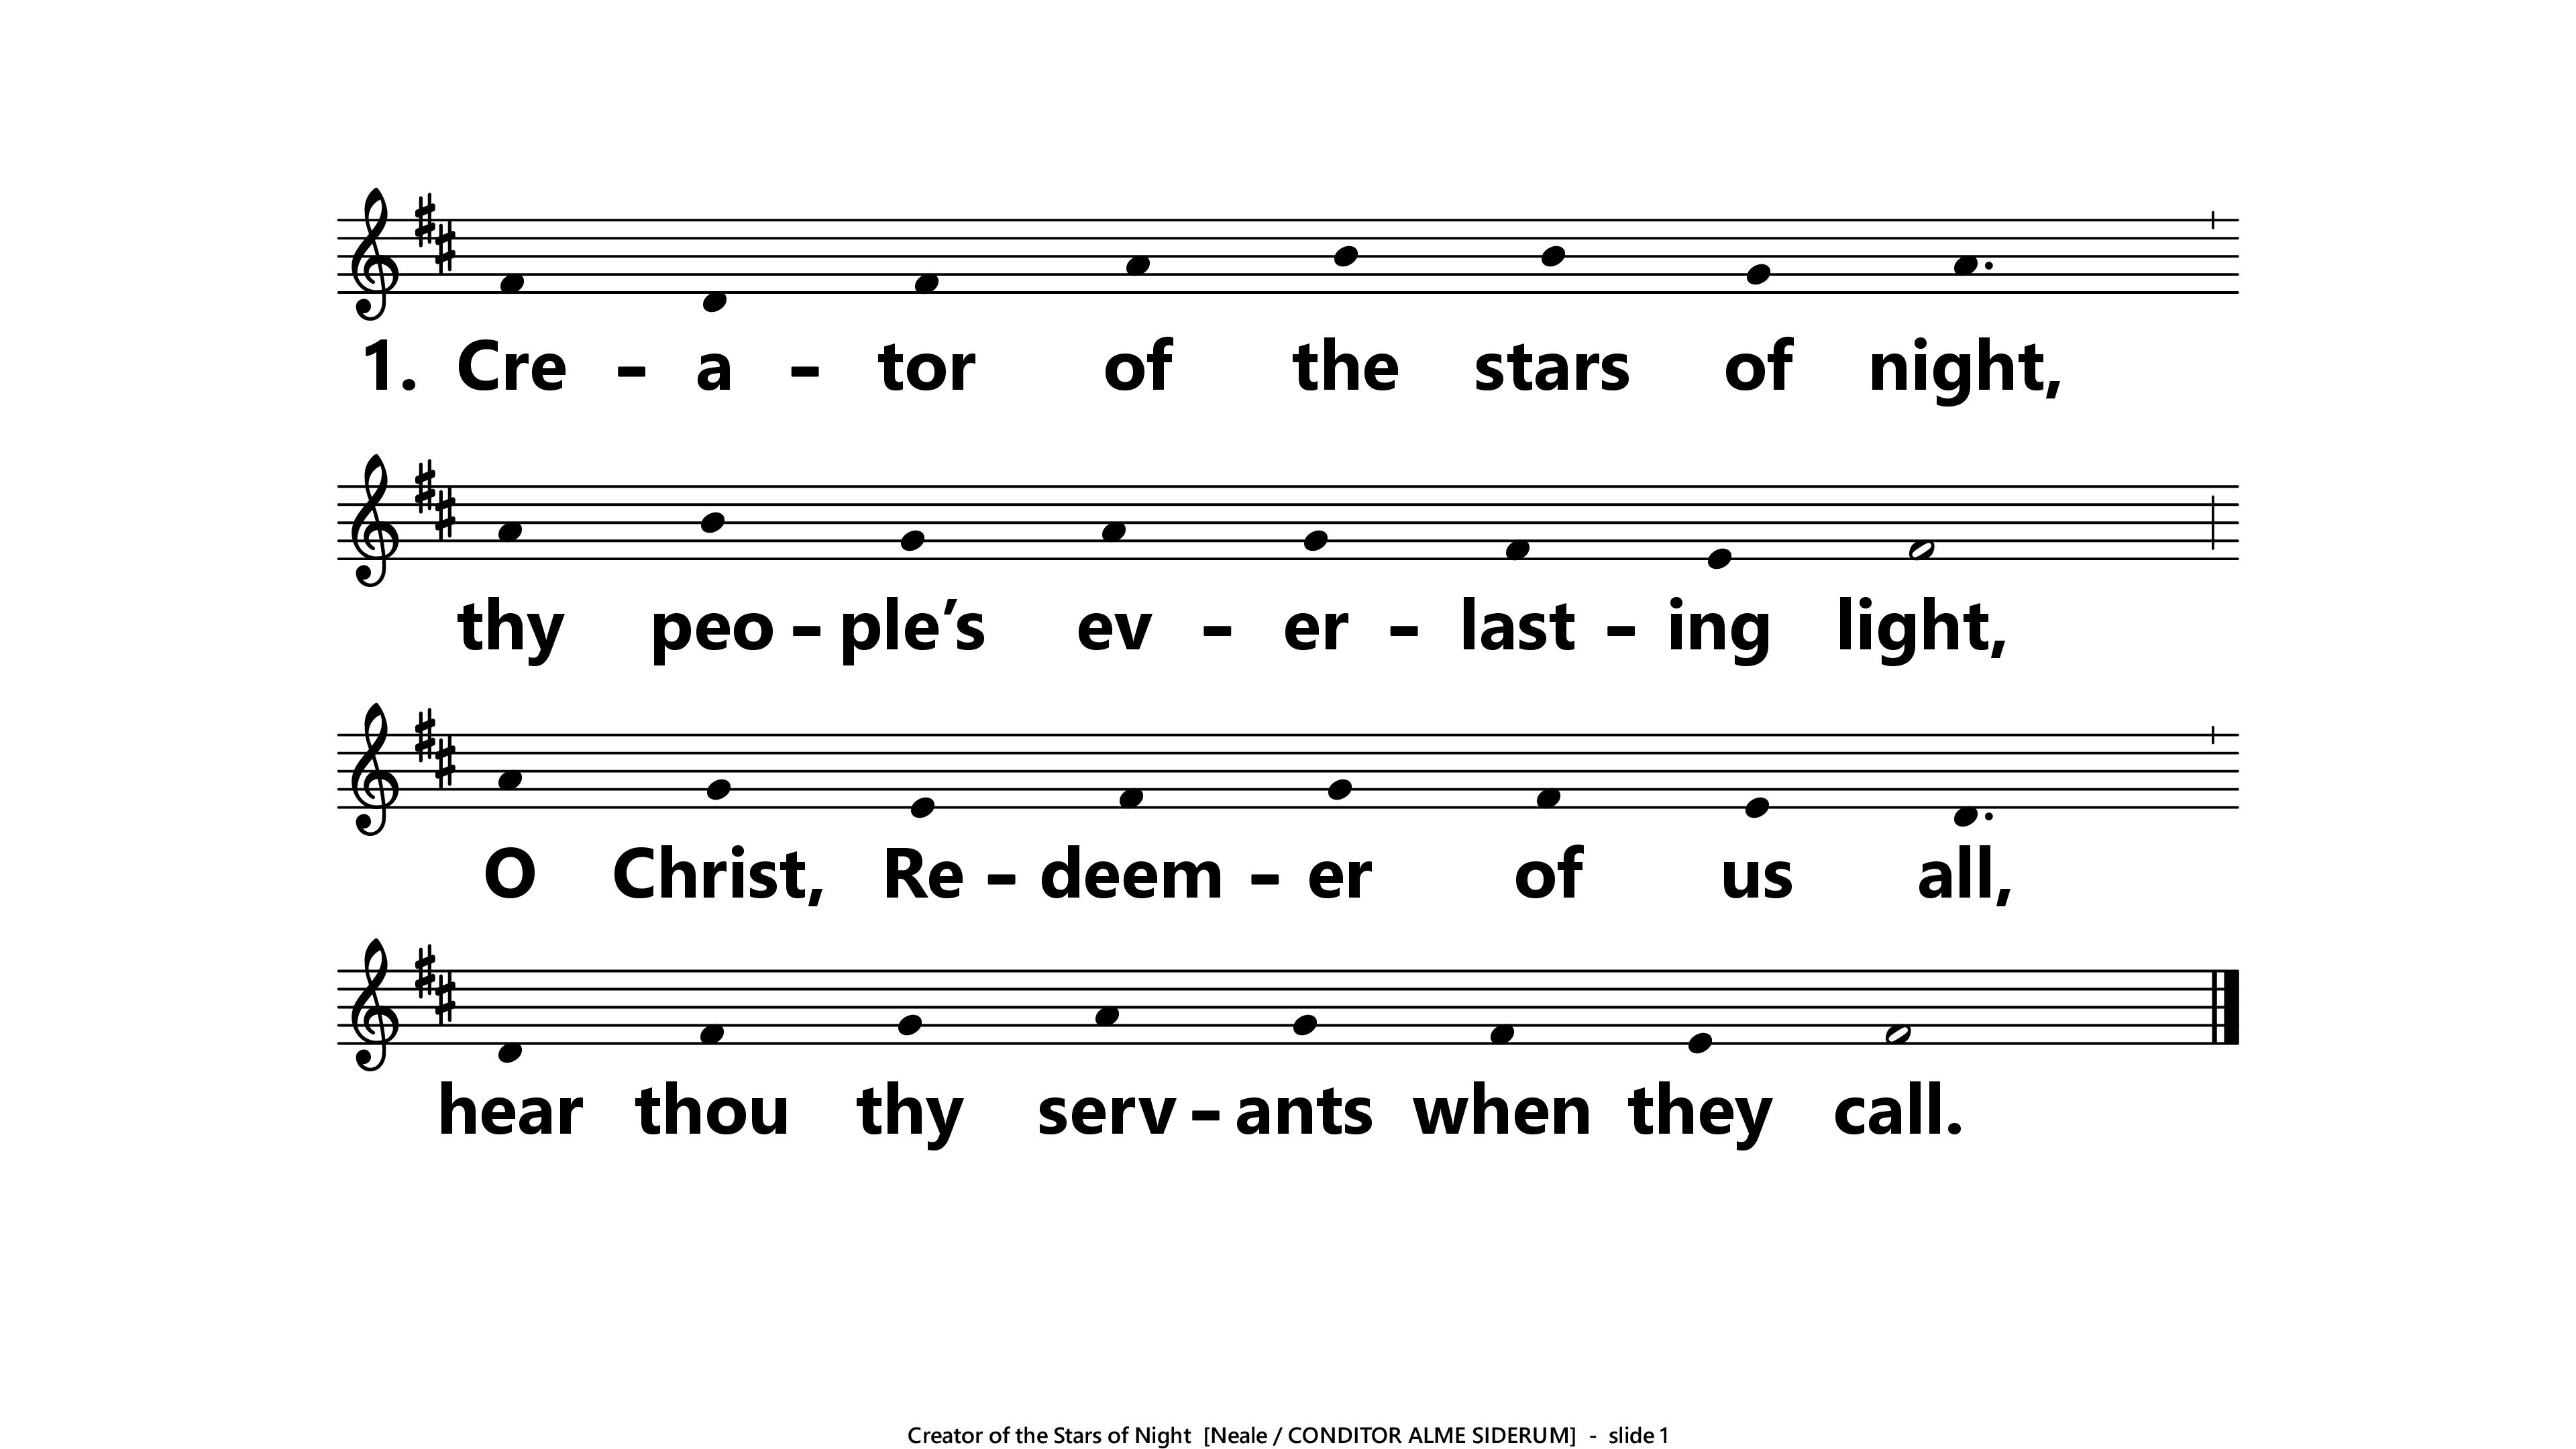 1. Cre - a - tor of the stars of night,
thy peo - ple’s ev - er - last - ing light,
O Christ, Re - deem - er of us all,
hear thou thy serv - ants when they call.
Creator of the Stars of Night [Neale / CONDITOR ALME SIDERUM] - slide 1